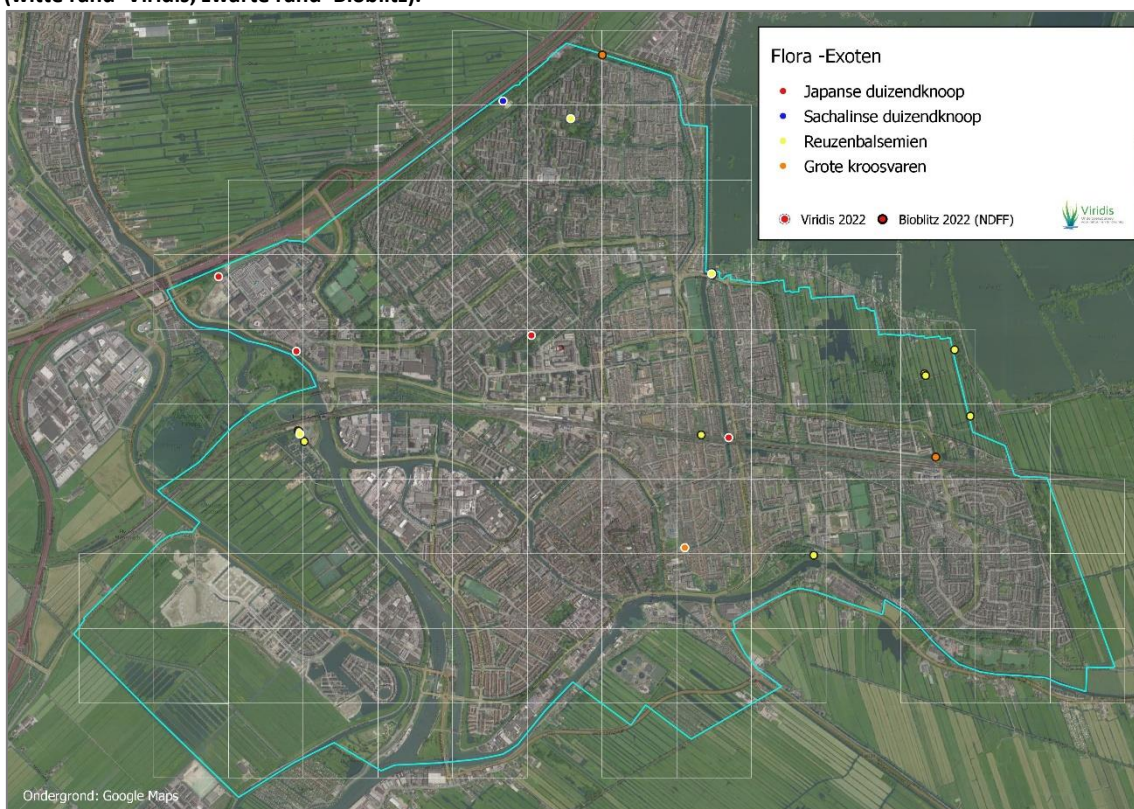 (witte rand=Viridis, zwarte rand=Bioblitz).
Flora -Exoten
Japanse duizendknoop
Sachalinse duizendknoop
Reuzenbalsemien
Grote kroosvaren
Viridis 2022
Bioblitz 2022 (NDFF)
Viridis
Ondergrond: Google Maps